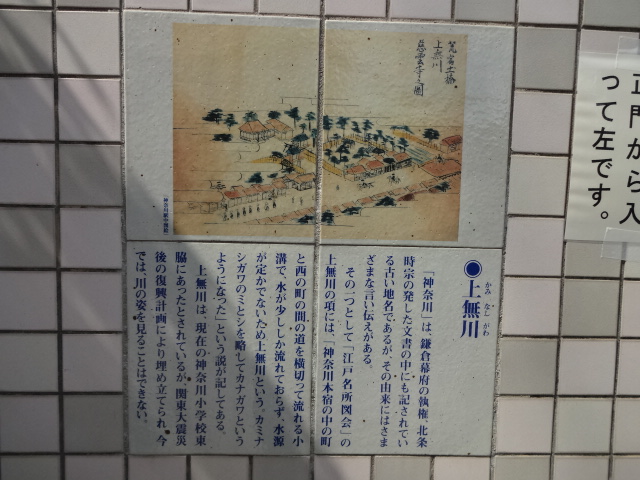 ●上無川
かみ なし がわ
「神奈川」は、鎌倉幕府の執権、北条
時宗の発した文書の中にも記されてい
る古い地名であるが、その由来にはさま
ざまな言い伝えがある。
その一つとして「江戸名所図会」の
上無川の項には、「神奈川本宿の中の町
と西の町の間の道を横切って流れる小
溝で、水が少ししか流れておらず、水源
が定かでないため上無川という。カミナ
シガワのミとシを略してカナガワという
ようになった」という説が記してある。
上無川は、現在の神奈川小学校東
脇にあったとされているが、関東大震災
後の復興計画により埋め立てられ、今
では、川の姿を見ることはできない。
上無川
正門から入
って左です。